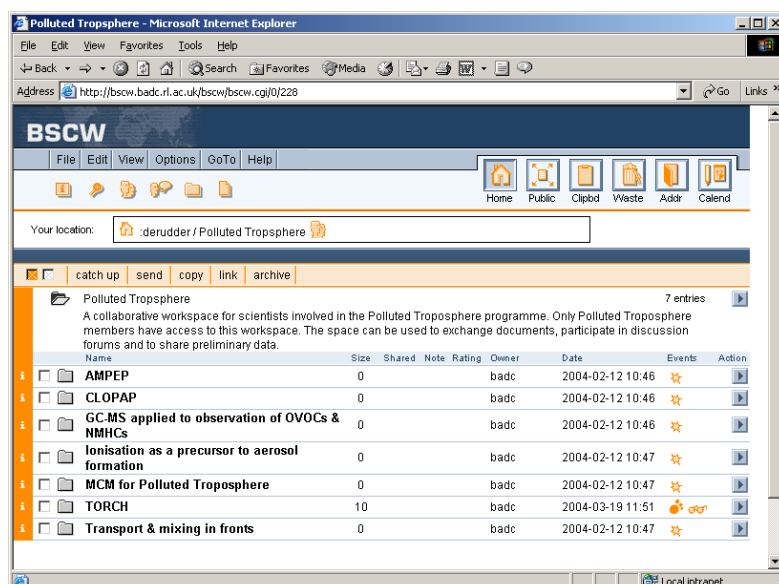 Polluted Tropsphere - Microsoft Internet Explorer
File Edit View Favorites Tools Help
Back Search Favorites Media
Address http://bscw.badc.rl.ac.uk/bscw/bscw.cgi/0/228 Go Links »
BSCW
File Edit View Options GoTo Help
Home Public Clipbd Waste Addr Calend
Your location: :derudder / Polluted Tropsphere
catch up send copy link archive
Polluted Tropsphere 7 entries
A collaborative workspace for scientists involved in the Polluted Troposphere programme. Only Polluted Troposphere
members have access to this workspace. The space can be used to exchange documents, participate in discussion
forums and to share preliminary data.
Name Size Shared Note Rating Owner Date Events Action
AMPEP 0 badc 2004-02-12 10:46
CLOPAP 0 badc 2004-02-12 10:46
GC-MS applied to observation of OVOCs &
NMHCs 0 badc 2004-02-12 10:46
Ionisation as a precursor to aerosol
formation 0 badc 2004-02-12 10:47
MCM for Polluted Troposphere 0 badc 2004-02-12 10:47
TORCH 10 badc 2004-03-19 11:51
Transport & mixing in fronts 0 badc 2004-02-12 10:47
Local intranet